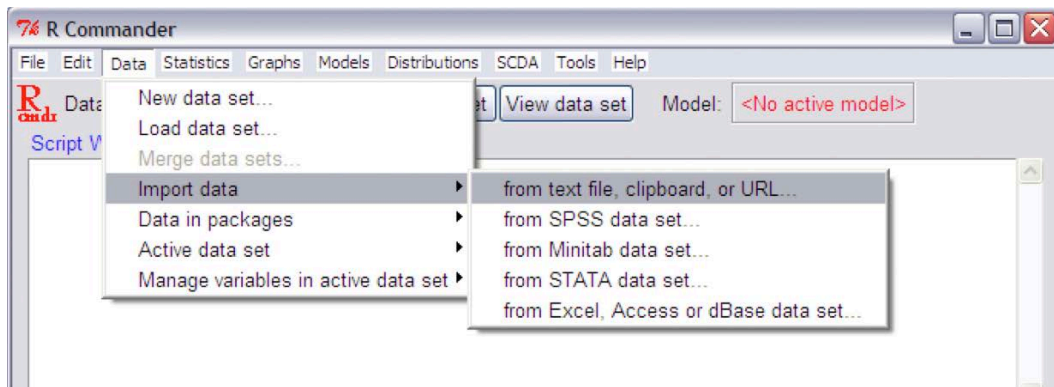 R Commander
File Edit Data Statistics Graphs Models Distributions SCDA Tools Help
R Data View data set Model: <No active model>
cmdr
Script
New data set...
Load data set...
Merge data sets...
Import data
Data in packages
Active data set
Manage variables in active data set
from text file, clipboard, or URL...
from SPSS data set...
from Minitab data set...
from STATA data set...
from Excel, Access or dBase data set...